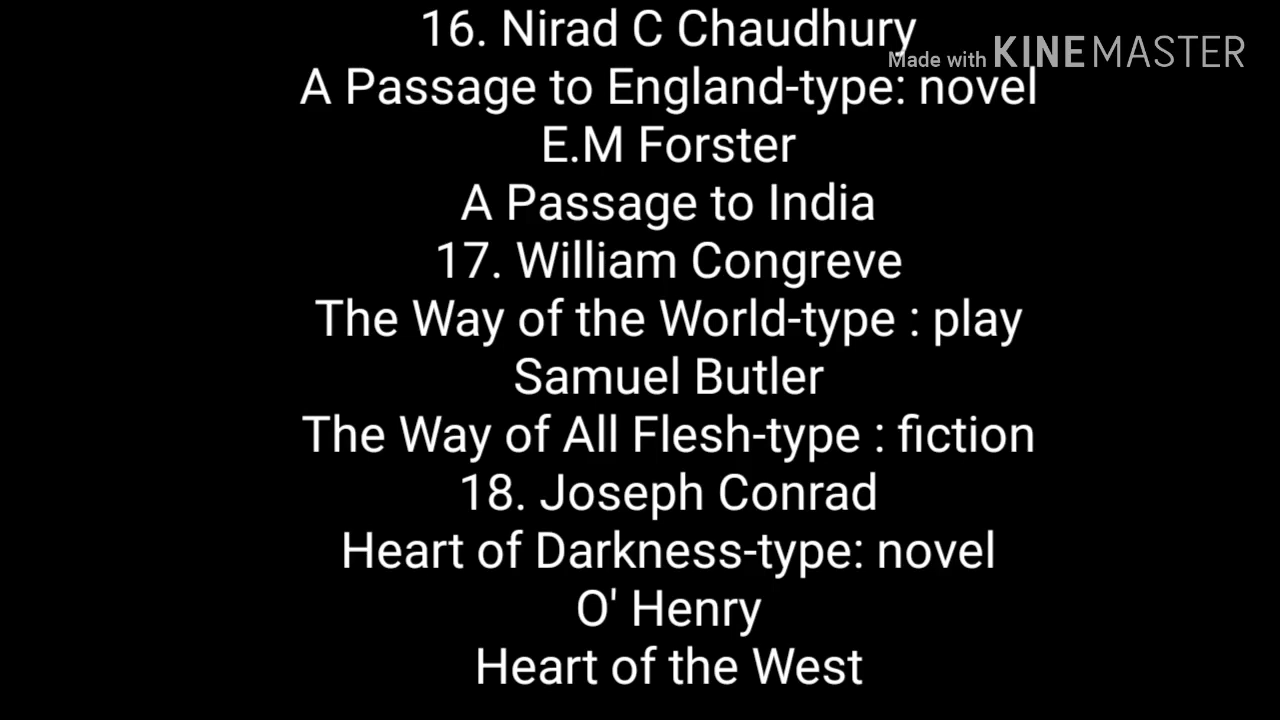 16. Nirad C Chaudhury
Made with KINEMASTER
A Passage to England-type: novel
E.M Forster
A Passage to India
17. William Congreve
The Way of the World-type : play
Samuel Butler
The Way of All Flesh-type : fiction
18. Joseph Conrad
Heart of Darkness-type: novel
O' Henry
Heart of the West